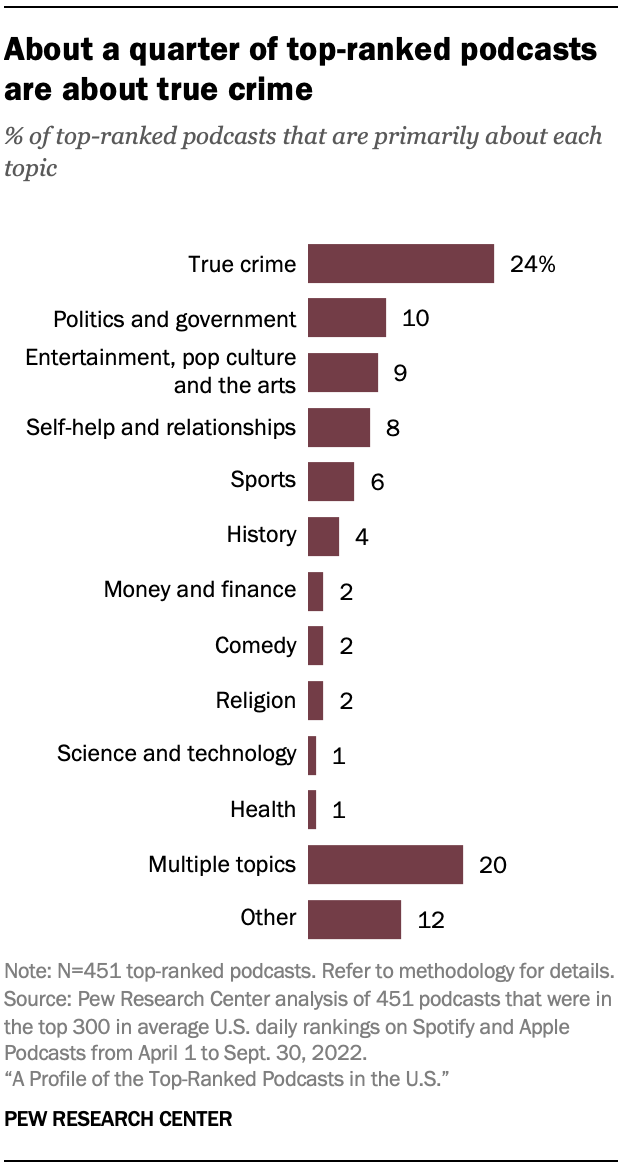 About a quarter of top-ranked podcasts
are about true crime
% of top-ranked podcasts that are primarily about each
topic
True crime 24%
Politics and government 10
Entertainment, pop culture
and the arts 9
Self-help and relationships 8
Sports 6
History 4
Money and finance 2
Comedy 2
Religion 2
Science and technology 1
Health 1
Multiple topics 20
Other 12
Note: N=451 top-ranked podcasts. Refer to methodology for details.
Source: Pew Research Center analysis of 451 podcasts that were in
the top 300 in average U.S. daily rankings on Spotify and Apple
Podcasts from April 1 to Sept. 30, 2022.
“A Profile of the Top-Ranked Podcasts in the U.S.”
PEW RESEARCH CENTER